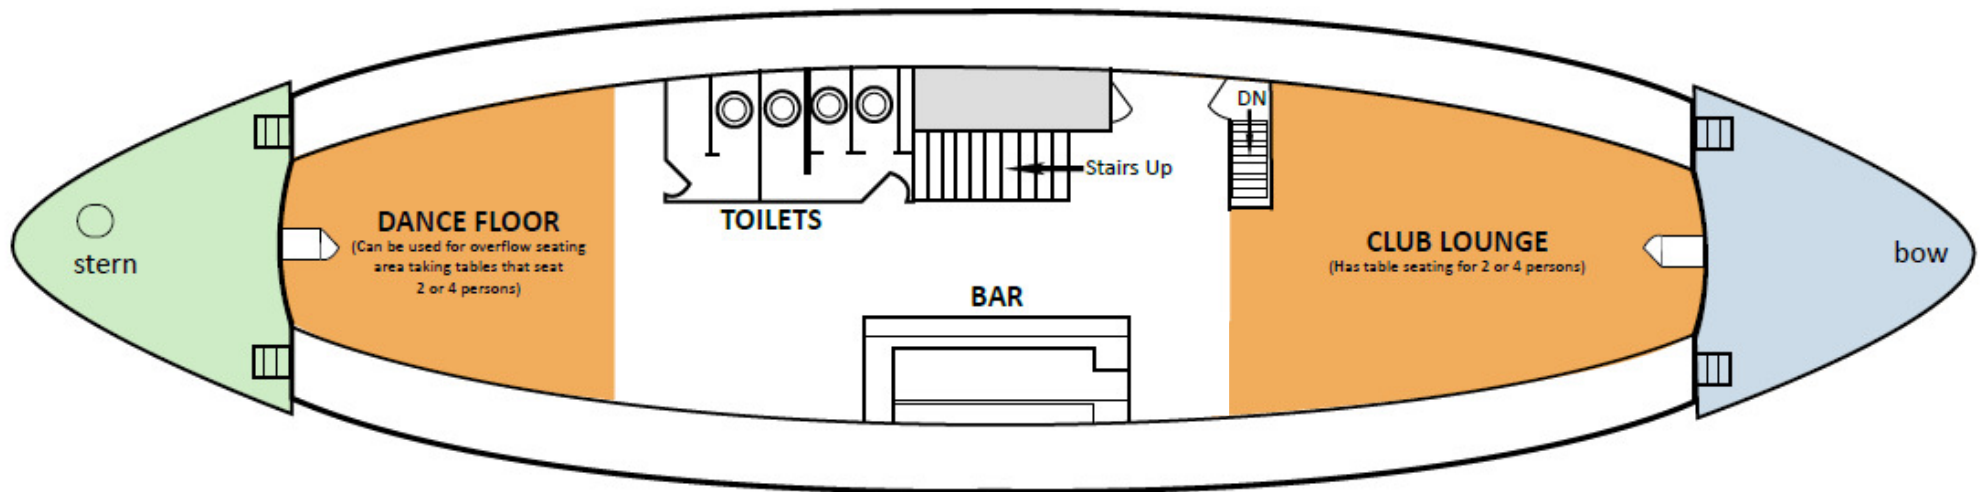 DN
Stairs Up
TOILETS
DANCE FLOOR
(Can be used for overflow seating
area taking tables that seat
2 or 4 persons)
stern
BAR
CLUB LOUNGE
(Has table seating for 2 or 4 persons)
bow